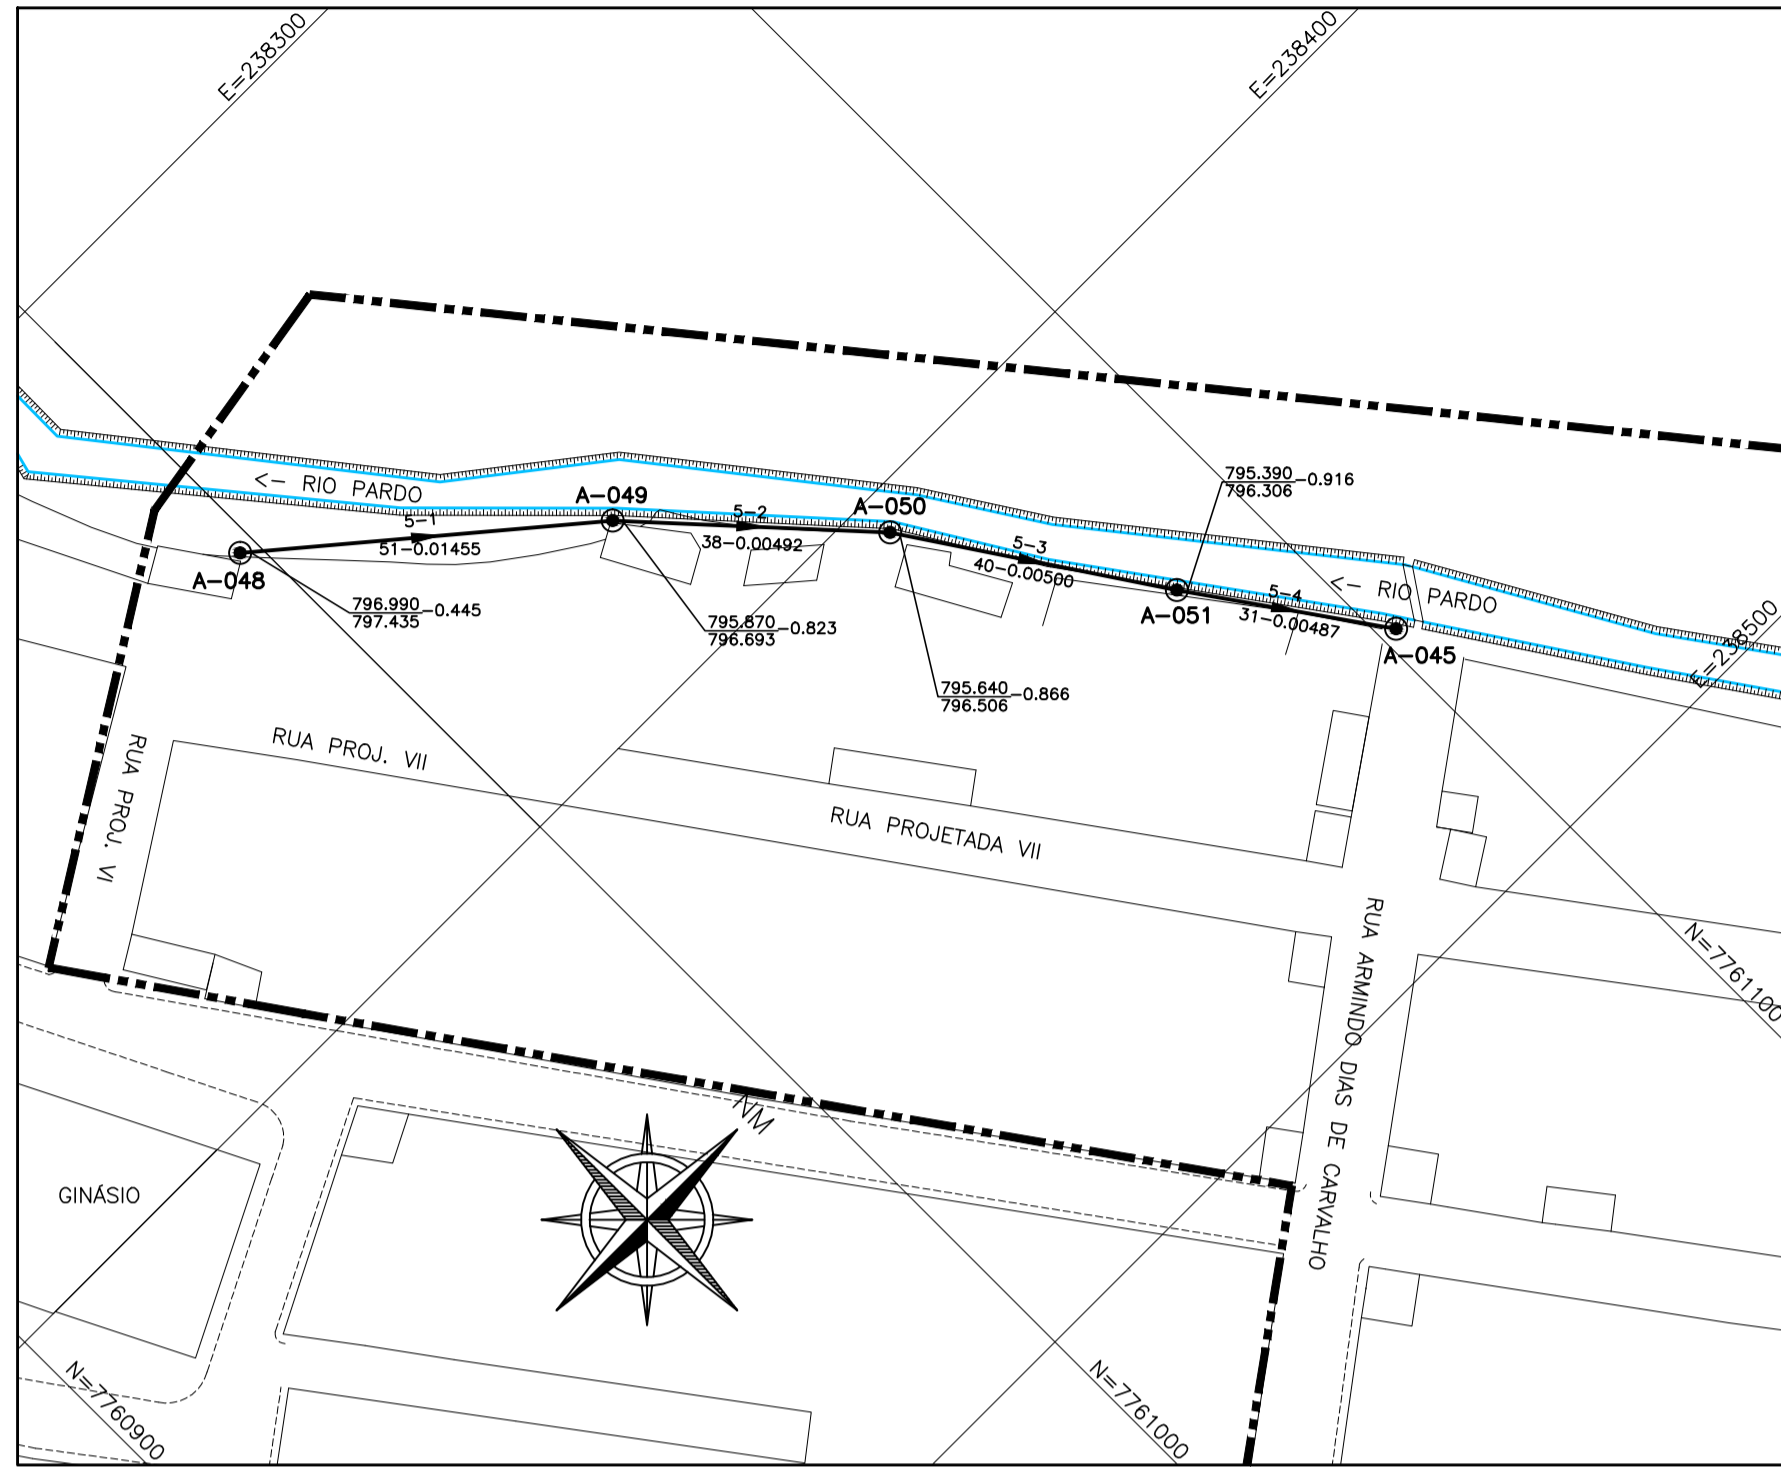 E=238300
E=238400
<- RIO PARDO
A-049
A-050
795.390
796.306
-0.916
5-1
51-0.01455
5-2
38-0.00492
5-3
40-0.00500
A-048
796.990
797.435
-0.445
795.870
796.693
-0.823
795.640
796.506
-0.866
A-051
5-4
31-0.00487
<- RIO PARDO
A-045
E=238500
RUA PROJ. VI
RUA PROJ. VII
RUA PROJETADA VII
RUA ARMINDO DIAS DE CARVALHO
N=7761100
NM
GINÁSIO
N=7760900
N=7761000